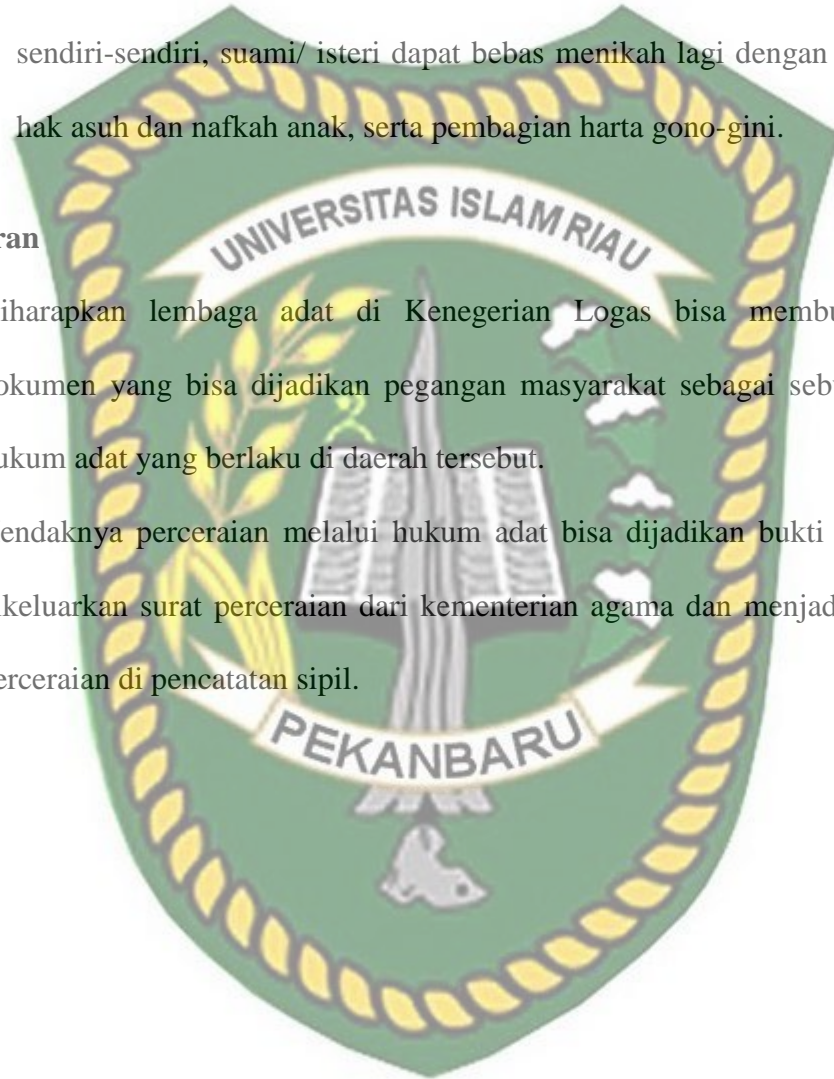 sendiri-sendiri, suami/ isteri dapat bebas menikah lagi dengan
hak asuh dan nafkah anak, serta pembagian harta gono-gini.
UNIVERSITAS ISLAM RIAU
ran
iharapkan lembaga adat di Kenegerian Logas bisa membu
okumen yang bisa dijadikan pegangan masyarakat sebagai seb
ukum adat yang berlaku di daerah tersebut.
endaknya perceraian melalui hukum adat bisa dijadikan bukti
ikeluarkan surat perceraian dari kementerian agama dan menjad
erceraian di pencatatan sipil.
PEKANBARU